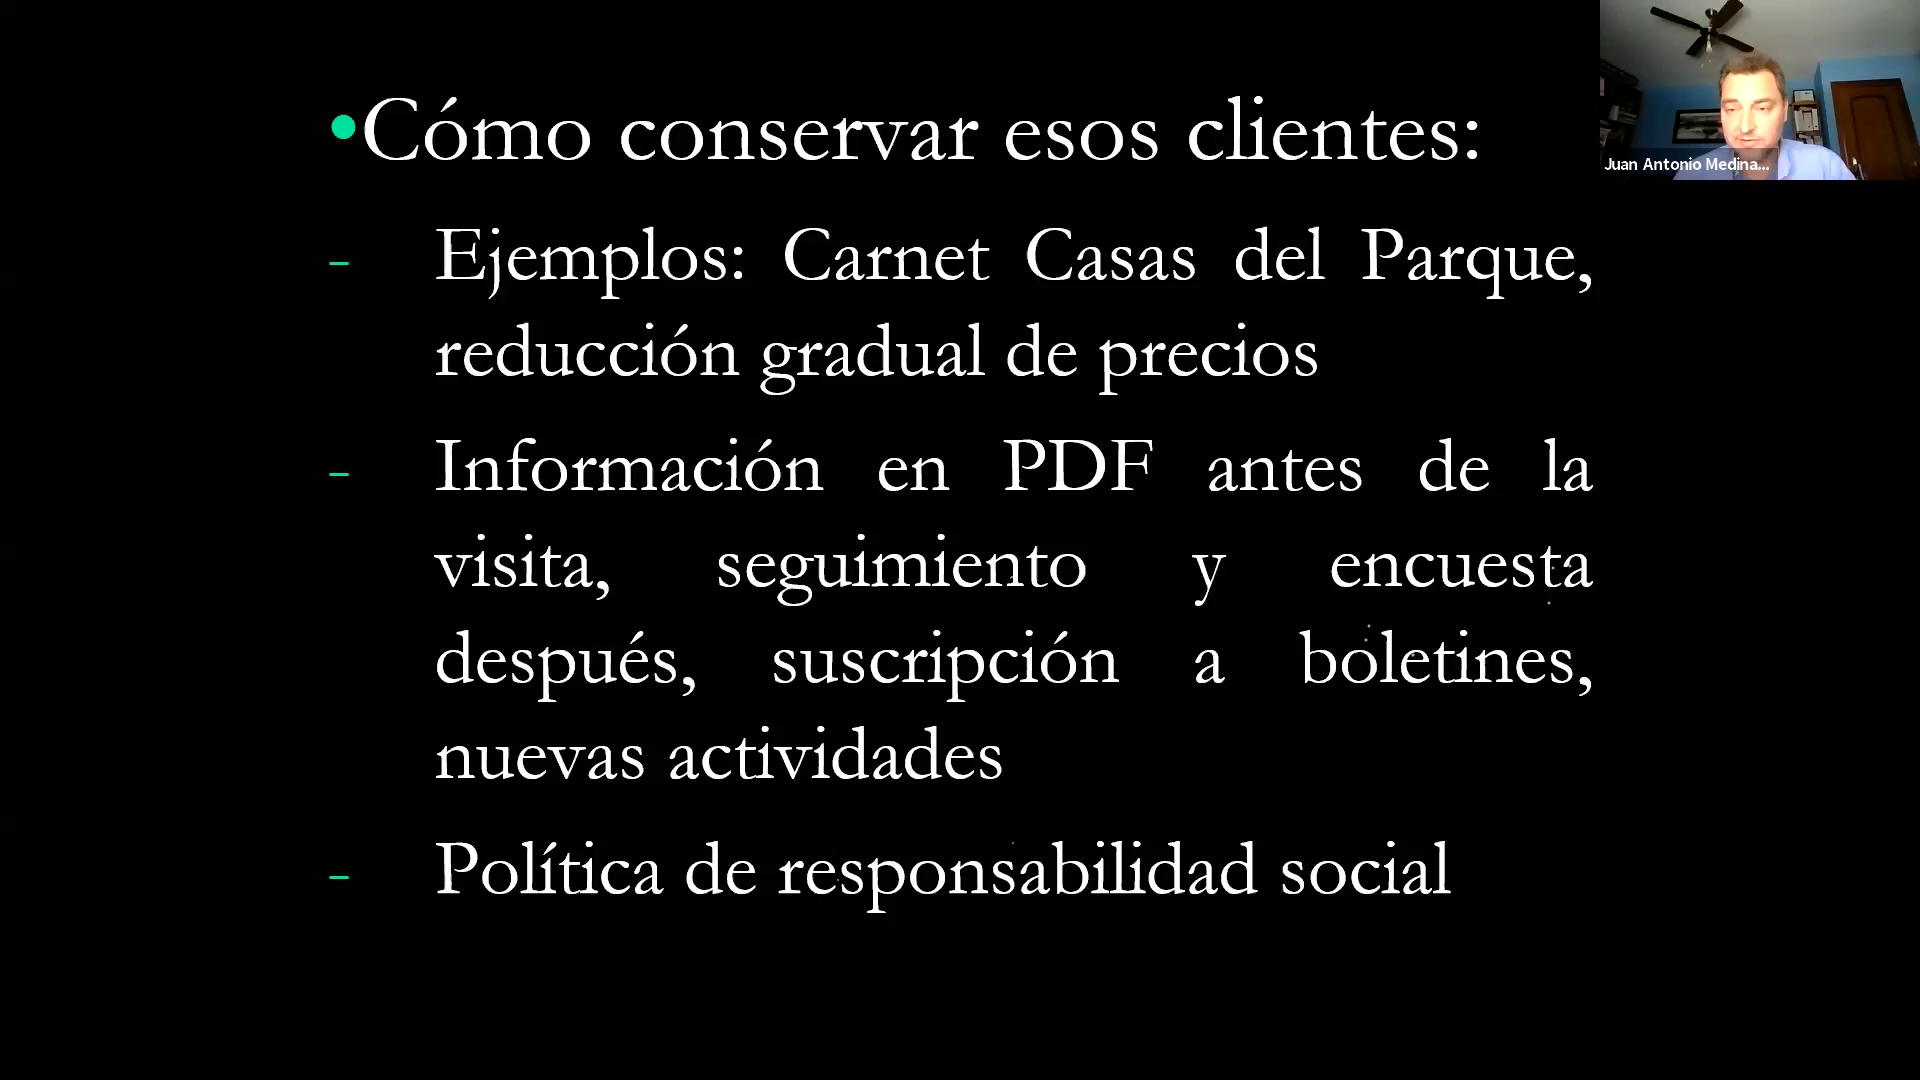 •Cómo conservar esos clientes:
Juan Antonio Medina...
- Ejemplos: Carnet Casas del Parque,
reducción gradual de precios
- Información en PDF antes de la
visita, seguimiento y encuesta
después, suscripción a boletines,
nuevas actividades
- Política de responsabilidad social